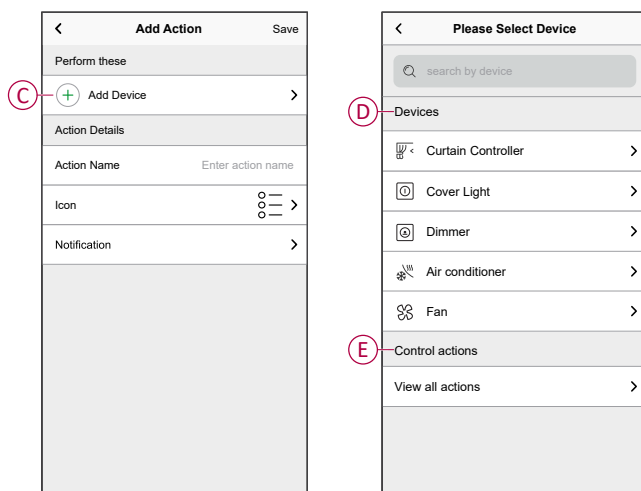 Add Action
Save
Perform these
C
Add Device
Action Details
Action Name
Enter action name
Icon
Notification
Please Select Device
search by device
D
Devices
Curtain Controller
Cover Light
Dimmer
Air conditioner
Fan
E
Control actions
View all actions